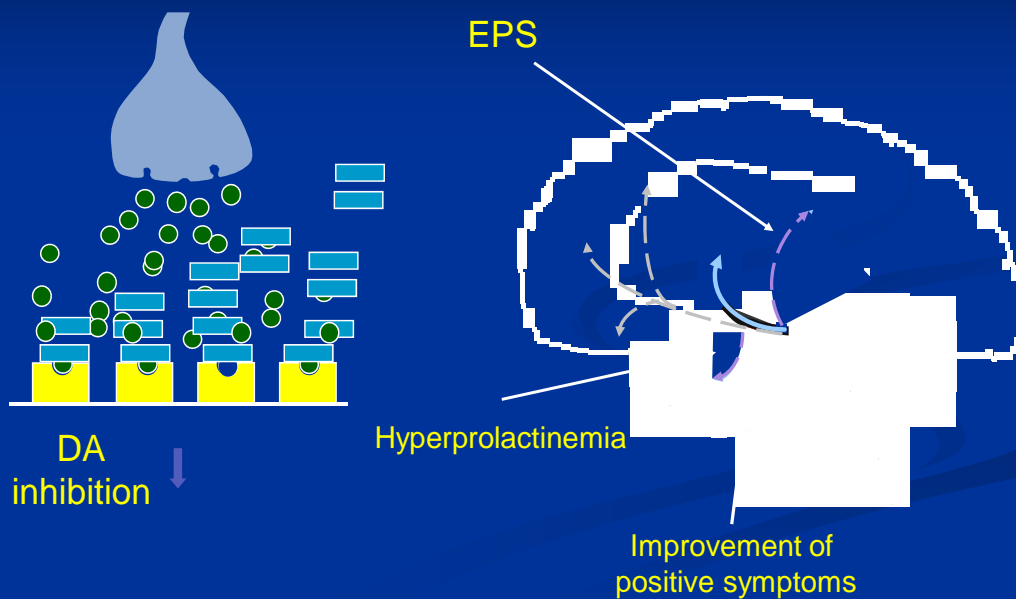 EPS
Hyperprolactinemia
DA
inhibition
Improvement of
positive symptoms